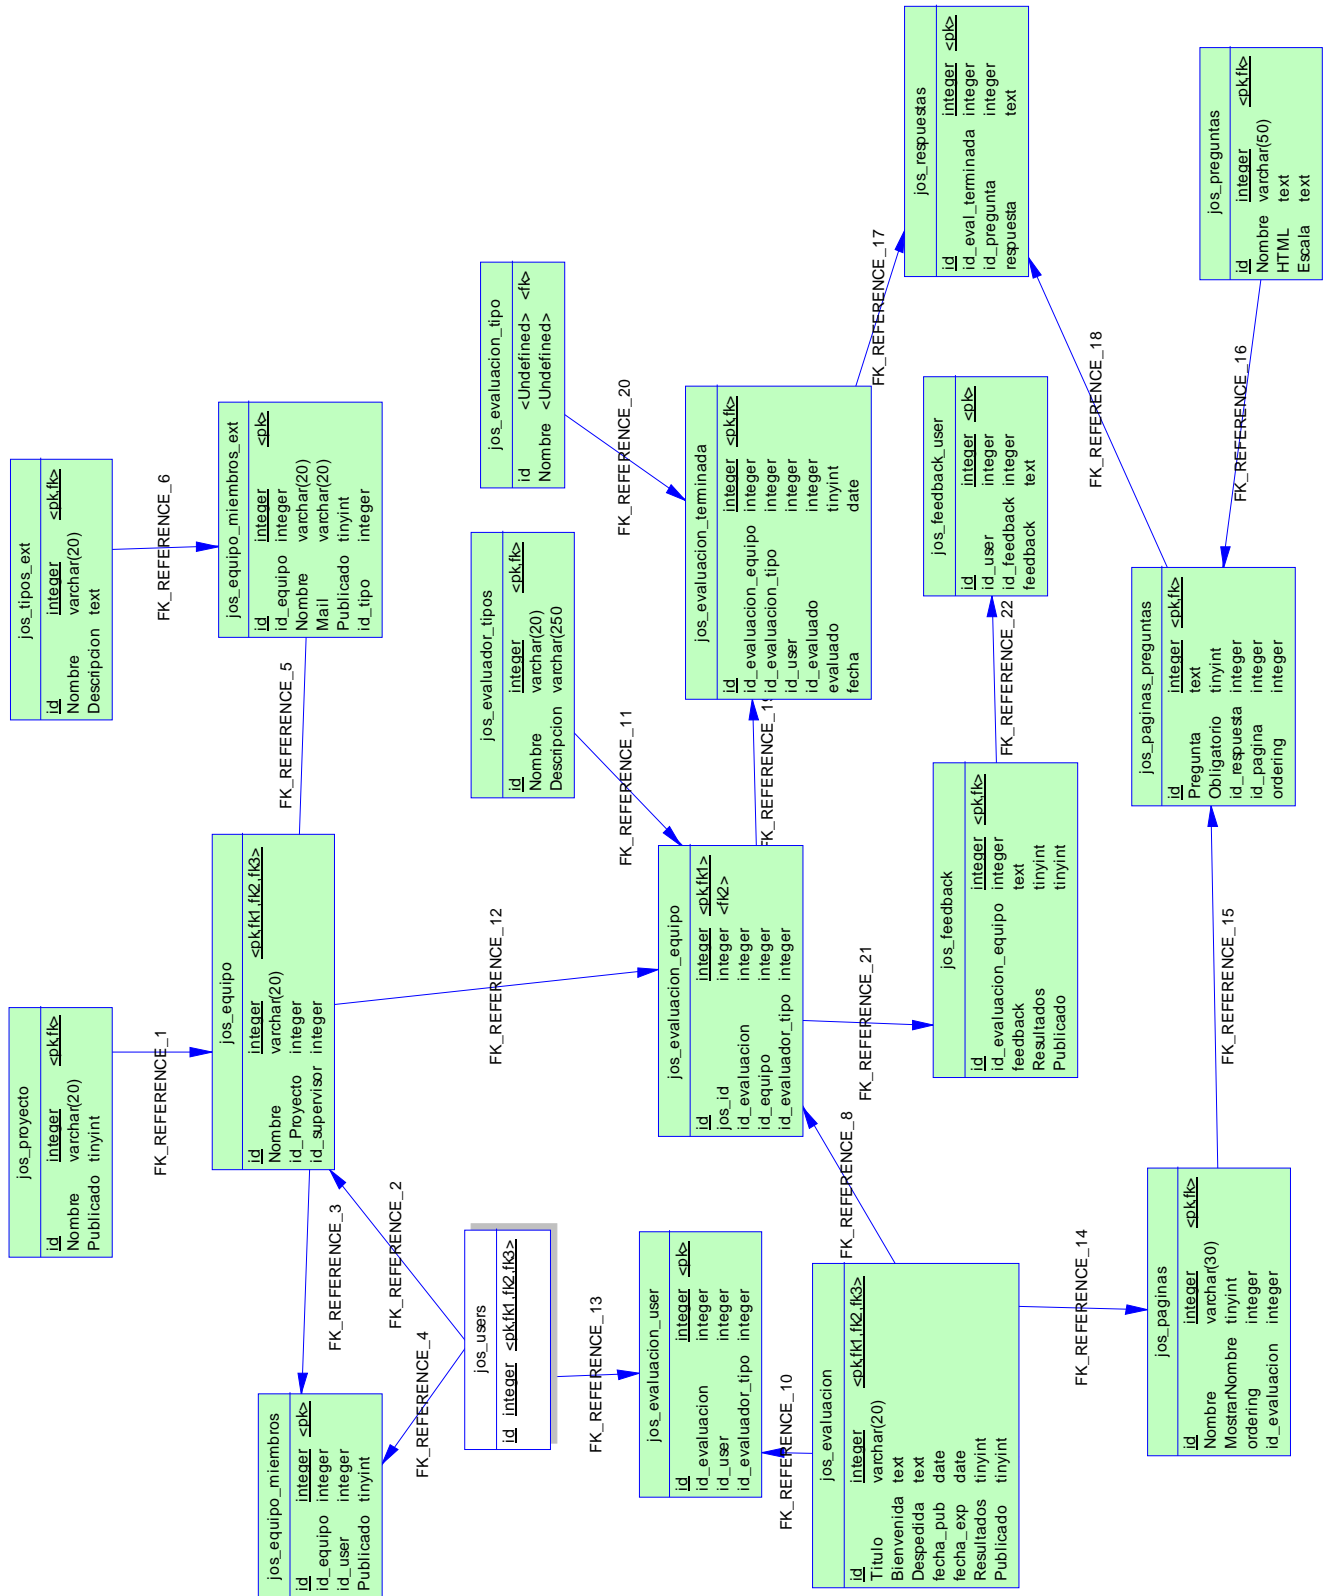 jos_proyecto
id integer <pk,fk>
Nombre varchar(20)
Publicado tinyint
FK_REFERENCE_1
jos_tipos_ext
id integer <pk,fk>
Nombre varchar(20)
Descripcion text
FK_REFERENCE_6
jos_equipo_miembros
id integer <pk>
id_equipo integer
id_user integer
Publicado tinyint
FK_REFERENCE_3
FK_REFERENCE_2
FK_REFERENCE_4
jos_equipo
id integer <pk,fk1,fk2,fk3>
Nombre varchar(20)
id_Proyecto integer
id_supervisor integer
FK_REFERENCE_5
jos_equipo_miembros_ext
id integer <pk>
id_equipo integer
Nombre varchar(20)
Mail varchar(20)
Publicado tinyint
id_tipo integer
jos_users
id integer <pk,fk1,fk2,fk3>
FK_REFERENCE_13
FK_REFERENCE_12
jos_evaluador_tipos
id integer <pk,fk>
Nombre varchar(20)
Descripcion varchar(250
FK_REFERENCE_11
jos_evaluacion_tipo
id <Undefined> <fk>
Nombre <Undefined>
FK_REFERENCE_20
jos_evaluacion_user
id integer <pk>
id_evaluacion integer
id_user integer
id_evaluador_tipo integer
FK_REFERENCE_10
jos_evaluacion_equipo
id integer <pk,fk1>
jos_id integer <fk2>
id_evaluacion integer
id_equipo integer
id_evaluador_tipo integer
FK_REFERENCE_8
FK_REFERENCE_21
FK_REFERENCE_19
jos_evaluacion_terminada
id integer <pk,fk>
id_evaluacion_equipo integer
id_evaluacion_tipo integer
id_user integer
id_evaluado integer
evaluado tinyint
fecha date
FK_REFERENCE_17
jos_evaluacion
id integer <pk,fk1,fk2,fk3>
Titulo varchar(20)
Bienvenida text
Despedida text
fecha_pub date
fecha_exp date
Resultados tinyint
Publicado tinyint
FK_REFERENCE_14
jos_feedback
id integer <pk,fk>
id_evaluacion_equipo integer
feedback text
Resultados tinyint
Publicado tinyint
FK_REFERENCE_22
jos_feedback_user
id integer <pk>
id_user integer
id_feedback integer
feedback text
jos_respuestas
id integer <pk>
id_eval_terminada integer
id_pregunta integer
respuesta text
FK_REFERENCE_18
jos_paginas
id integer <pk,fk>
Nombre varchar(30)
MostrarNombre tinyint
ordering integer
id_evaluacion integer
FK_REFERENCE_15
jos_paginas_preguntas
id integer <pk,fk>
Pregunta text
Obligatorio tinyint
id_respuesta integer
id_pagina integer
ordering integer
FK_REFERENCE_16
jos_preguntas
id integer <pk,fk>
Nombre varchar(50)
HTML text
Escala text